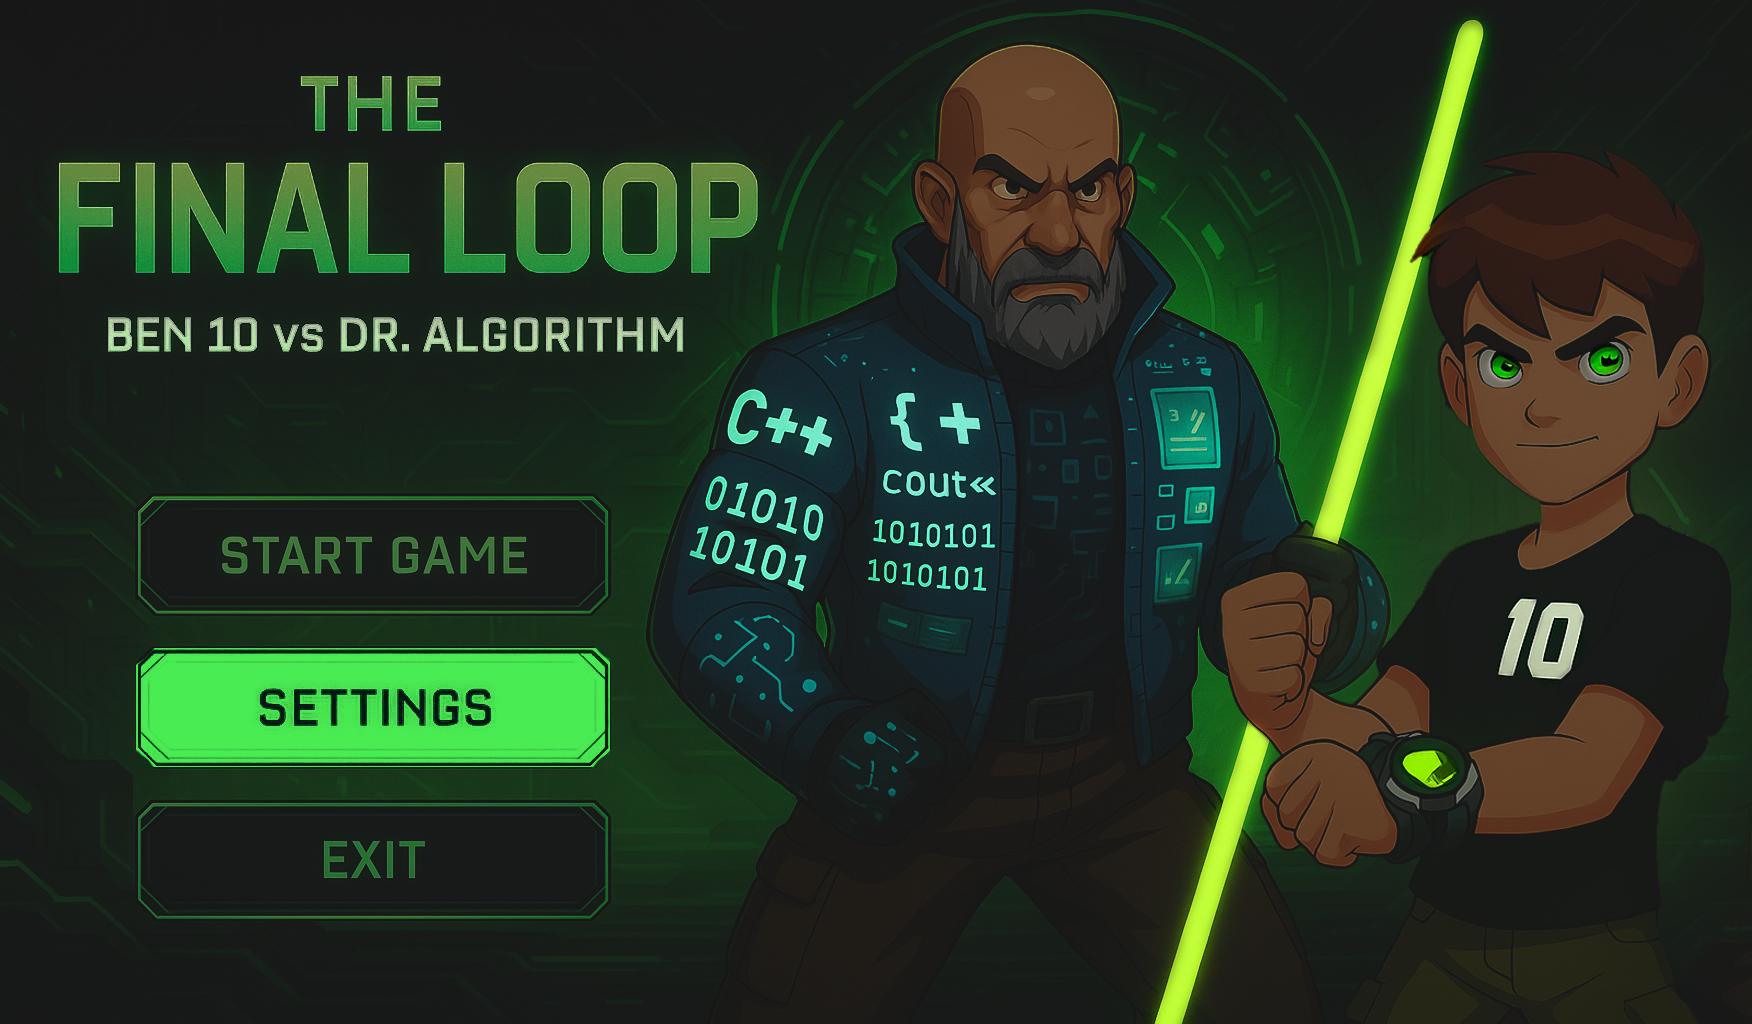 THE
FINAL LOOP
BEN 10 vs DR. ALGORITHM
START GAME
SETTINGS
EXIT
C++
01010
10101
{ +
cout«
1010101
1010101
10